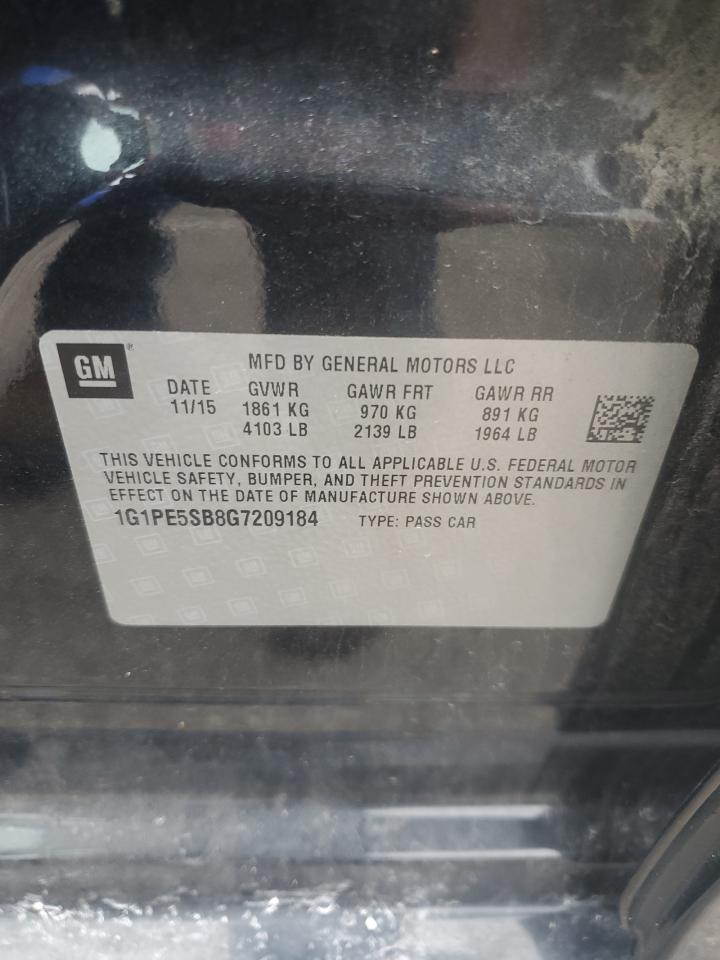 GM
MFD BY GENERAL MOTORS LLC
DATE GVWR GAWR FRT GAWR RR
11/15 1861 KG 970 KG 891 KG
4103 LB 2139 LB 1964 LB
THIS VEHICLE CONFORMS TO ALL APPLICABLE U.S. FEDERAL MOTOR
VEHICLE SAFETY, BUMPER, AND THEFT PREVENTION STANDARDS IN
EFFECT ON THE DATE OF MANUFACTURE SHOWN ABOVE.
1G1PE5SB8G7209184 TYPE: PASS CAR